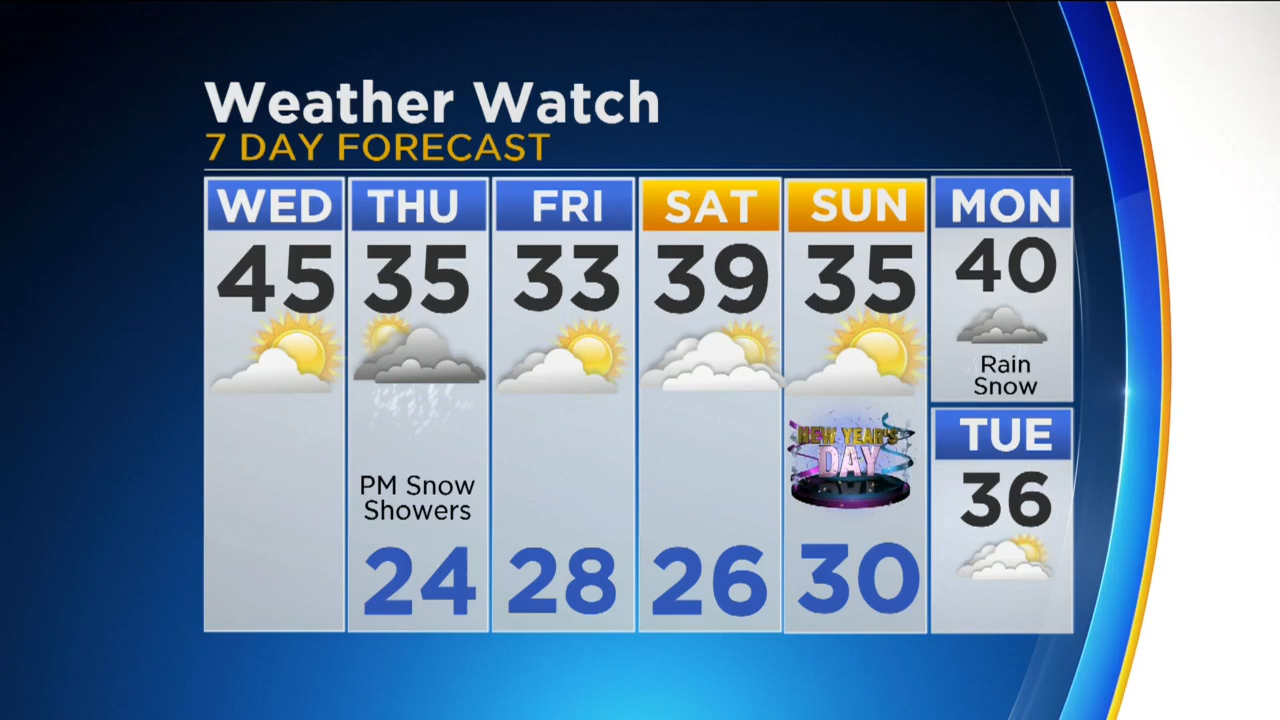 Weather Watch
7 DAY FORECAST
WED
45
THU
35
PM Snow
Showers
24
FRI
33
28
SAT
39
26
SUN
35
NEW YEAR'S
DAY
30
MON
40
Rain
Snow
TUE
36